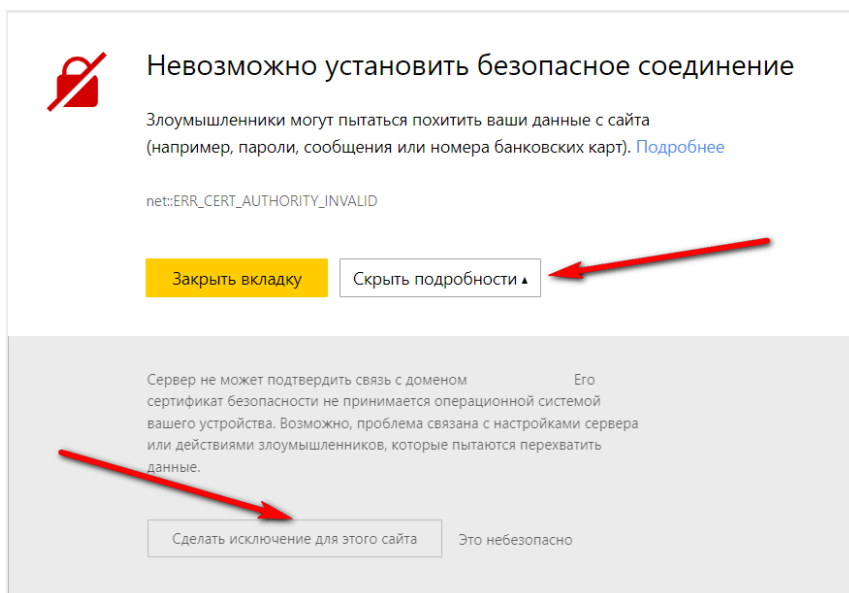 Невозможно установить безопасное соединение
Злоумышленники могут пытаться похитить ваши данные с сайта
(например, пароли, сообщения или номера банковских карт). Подробнее
net::ERR_CERT_AUTHORITY_INVALID
Закрыть вкладку
Скрыть подробности ▴
Сервер не может подтвердить связь с доменом Его
сертификат безопасности не принимается операционной системой
вашего устройства. Возможно, проблема связана с настройками сервера
или действиями злоумышленников, которые пытаются перехватить
данные.
Сделать исключение для этого сайта
Это небезопасно